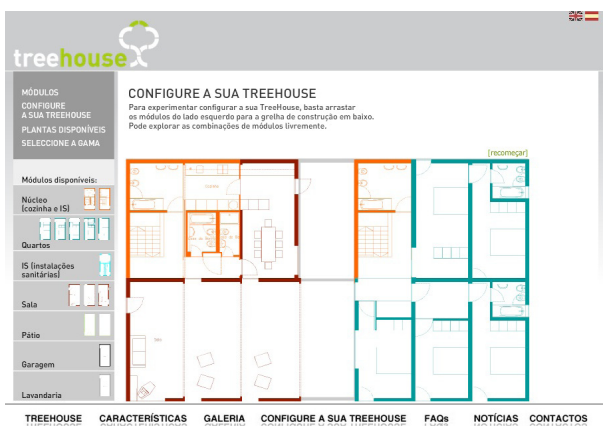 treehouse
MÓDULOS
CONFIGURE
A SUA TREEHOUSE
PLANTAS DISPONÍVEIS
SELECCIONE A GAMA
CONFIGURE A SUA TREEHOUSE
Para experimentar configurar a sua TreeHouse, basta arrastar
os módulos do lado esquerdo para a grelha de construção em baixo.
Pode explorar as combinações de módulos livremente.
[recomeçar]
Módulos disponíveis:
Núcleo
(cozinha e IS)
Quartos
IS (instalações
sanitárias)
Sala
Pátio
Garagem
Lavandaria
TREEHOUSE CARACTERÍSTICAS GALERIA CONFIGURE A SUA TREEHOUSE FAQs NOTÍCIAS CONTACTOS